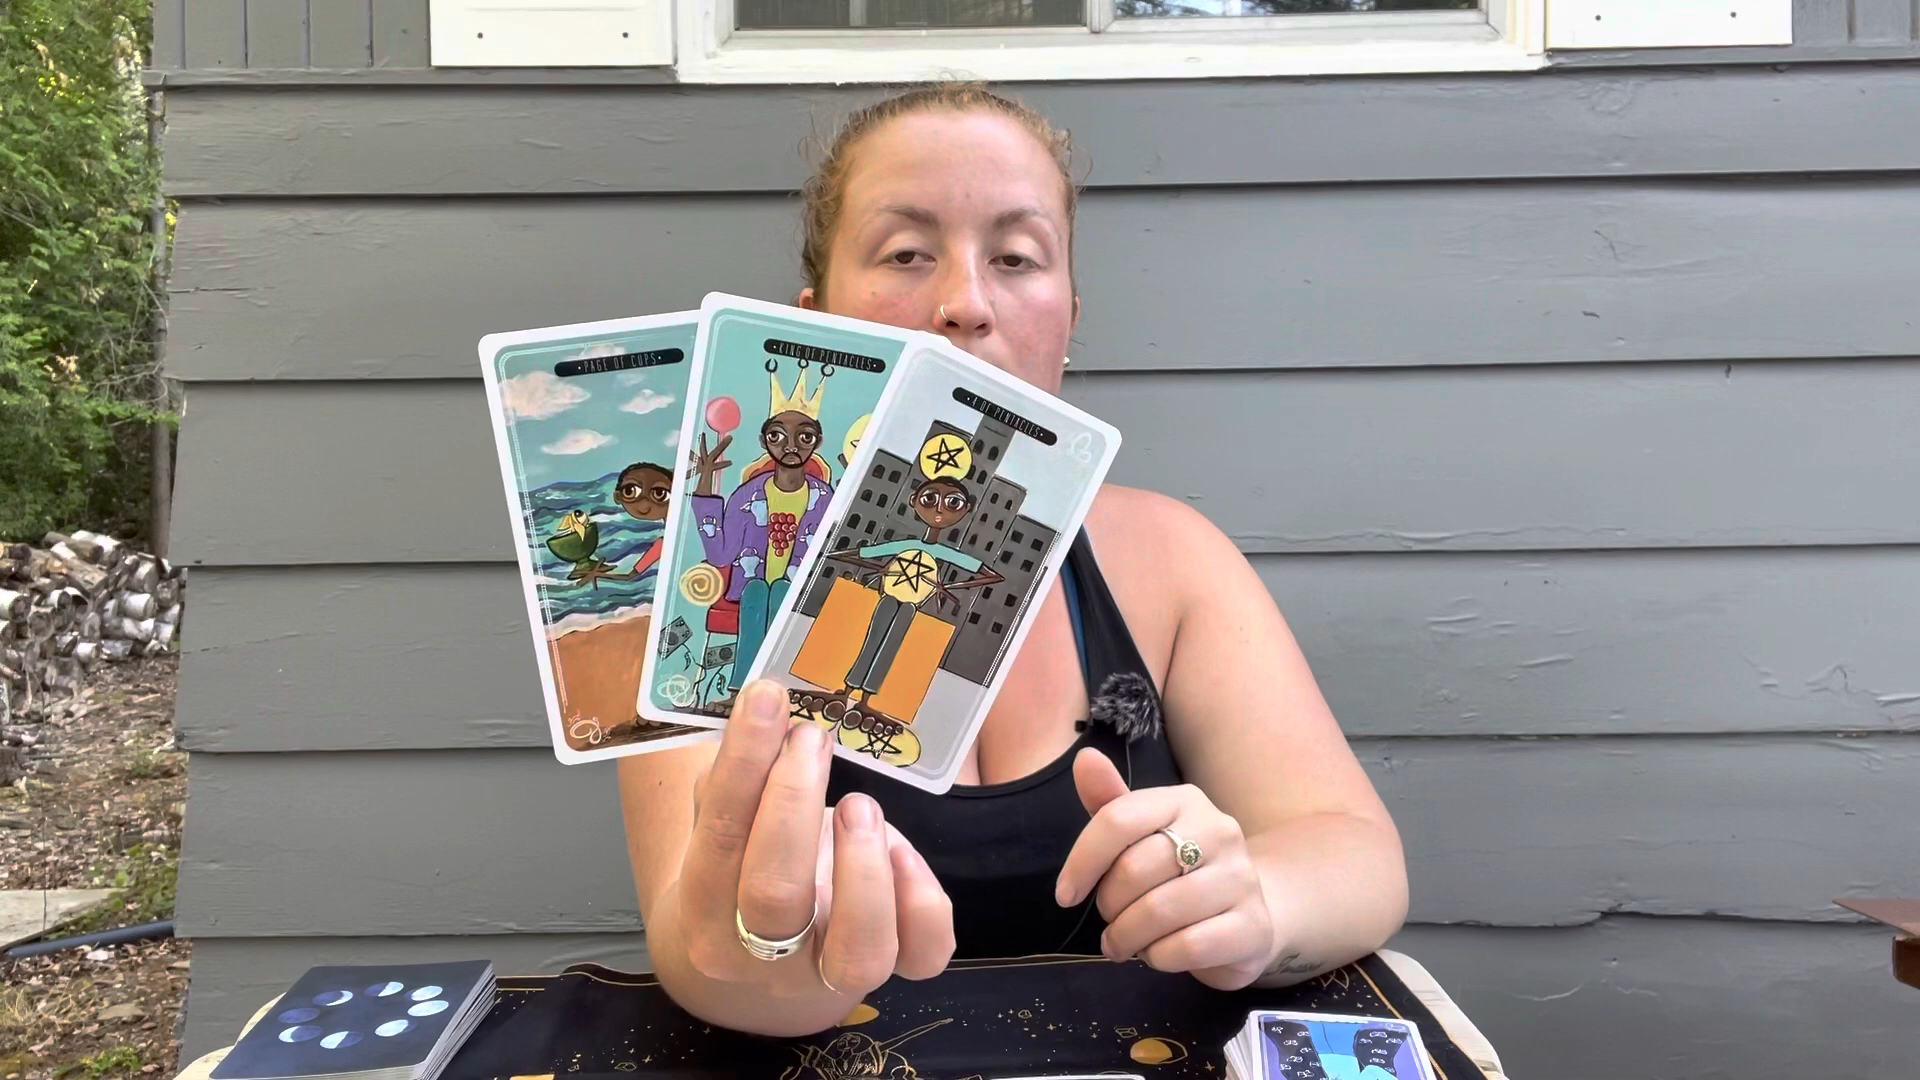 •PAGE OF CUPS•
•KING OF PENTACLES•
•4 OF PENTACLES•